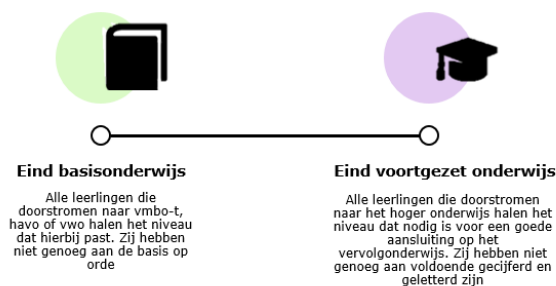 Eind basisonderwijs
Alle leerlingen die
doorstromen naar vmbo-t,
havo of vwo halen het niveau
dat hierbij past. Zij hebben
niet genoeg aan de basis op
orde
Eind voortgezet onderwijs
Alle leerlingen die doorstromen
naar het hoger onderwijs halen het
niveau dat nodig is voor een goede
aansluiting op het
vervolgonderwijs. Zij hebben niet
genoeg aan voldoende gecijferd en
geletterd zijn